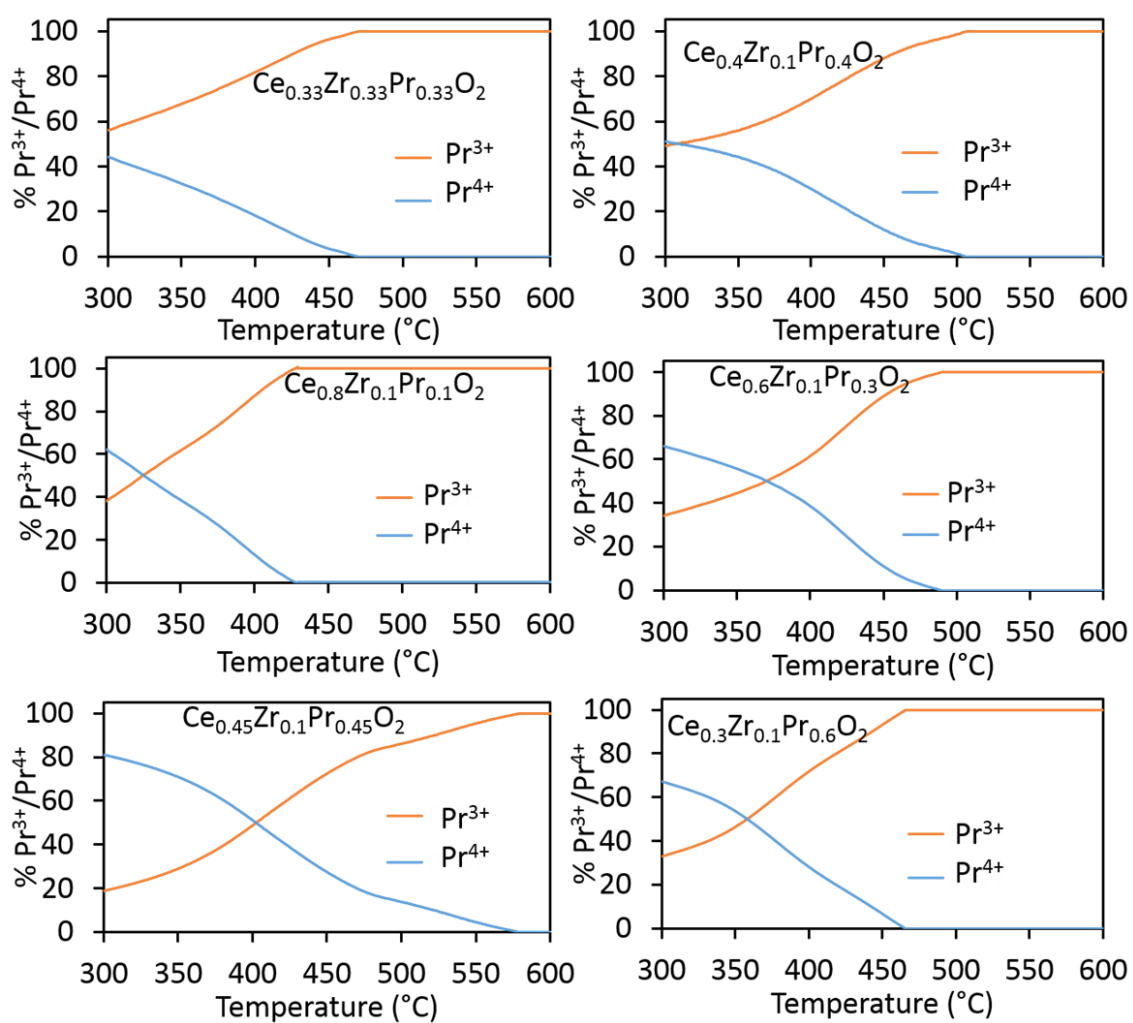 % Pr³⁺/Pr⁴⁺
100
80
60
40
20
0
Ce₀.₃₃Zr₀.₃₃Pr₀.₃₃O₂
Pr³⁺
Pr⁴⁺
300 350 400 450 500 550 600
Temperature (°C)
% Pr³⁺/Pr⁴⁺
100
80
60
40
20
0
Ce₀.₄Zr₀.₁Pr₀.₄O₂
Pr³⁺
Pr⁴⁺
300 350 400 450 500 550 600
Temperature (°C)
% Pr³⁺/Pr⁴⁺
100
80
60
40
20
0
Ce₀.₈Zr₀.₁Pr₀.₁O₂
Pr³⁺
Pr⁴⁺
300 350 400 450 500 550 600
Temperature (°C)
% Pr³⁺/Pr⁴⁺
100
80
60
40
20
0
Ce₀.₆Zr₀.₁Pr₀.₃O₂
Pr³⁺
Pr⁴⁺
300 350 400 450 500 550 600
Temperature (°C)
% Pr³⁺/Pr⁴⁺
100
80
60
40
20
0
Ce₀.₄₅Zr₀.₁Pr₀.₄₅O₂
Pr³⁺
Pr⁴⁺
300 350 400 450 500 550 600
Temperature (°C)
% Pr³⁺/Pr⁴⁺
100
80
60
40
20
0
Ce₀.₃Zr₀.₁Pr₀.₆O₂
Pr³⁺
Pr⁴⁺
300 350 400 450 500 550 600
Temperature (°C)